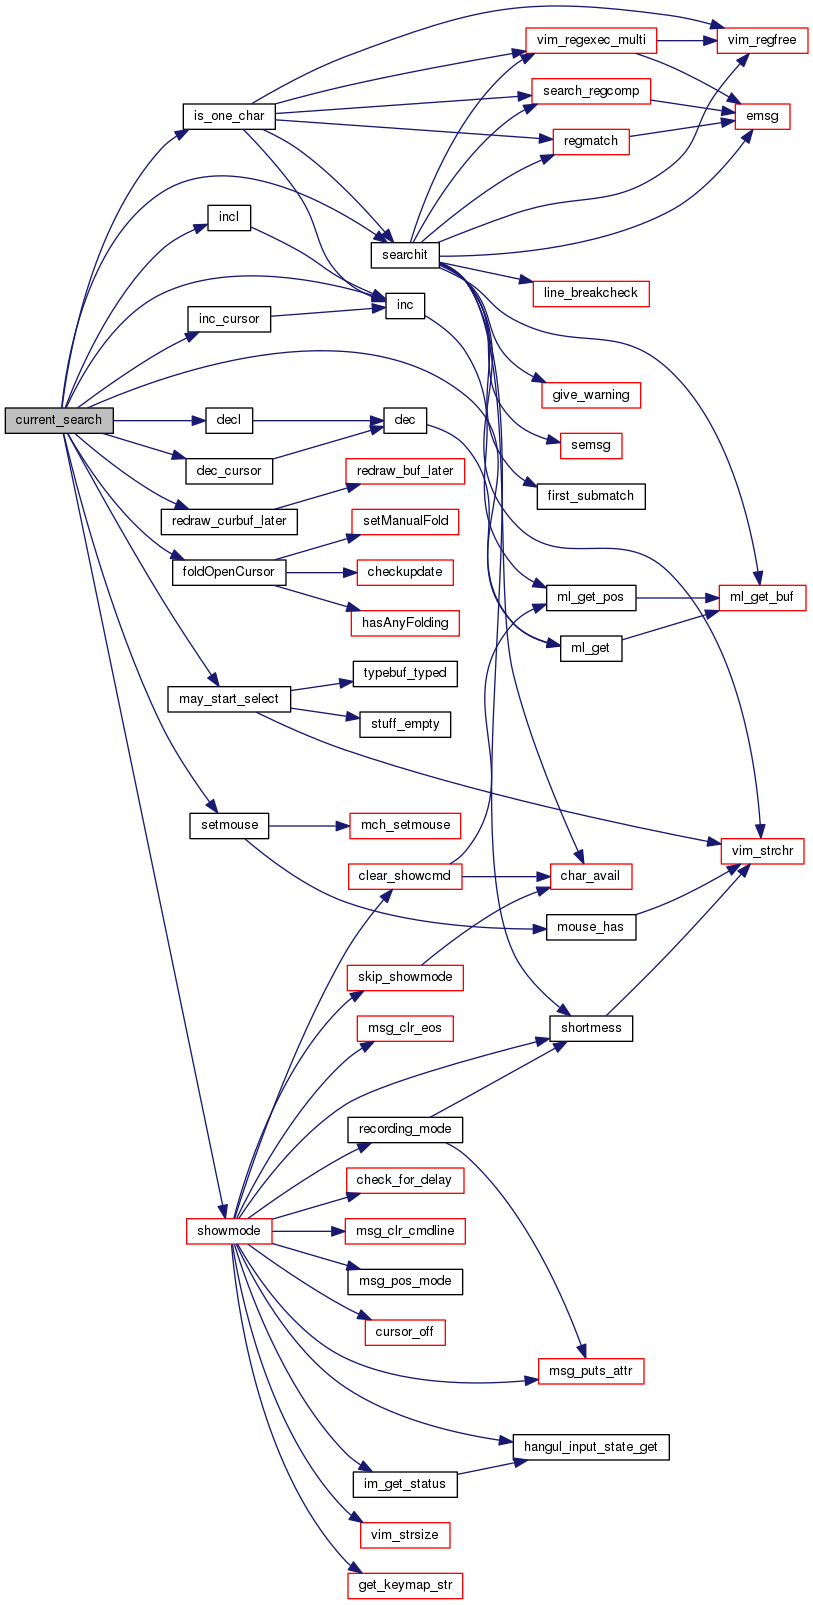 vim_regexec_multi
vim_regfree
search_regcomp
is_one_char
emsg
regmatch
incl
searchit
line_breakcheck
inc
inc_cursor
give_warning
current_search
decl
dec
semsg
dec_cursor
redraw_buf_later
first_submatch
redraw_curbuf_later
setManualFold
foldOpenCursor
checkupdate
ml_get_pos
ml_get_buf
hasAnyFolding
ml_get
typebuf_typed
may_start_select
stuff_empty
setmouse
mch_setmouse
vim_strchr
clear_showcmd
char_avail
mouse_has
skip_showmode
msg_clr_eos
shortmess
recording_mode
check_for_delay
showmode
msg_clr_cmdline
msg_pos_mode
cursor_off
msg_puts_attr
hangul_input_state_get
im_get_status
vim_strsize
get_keymap_str